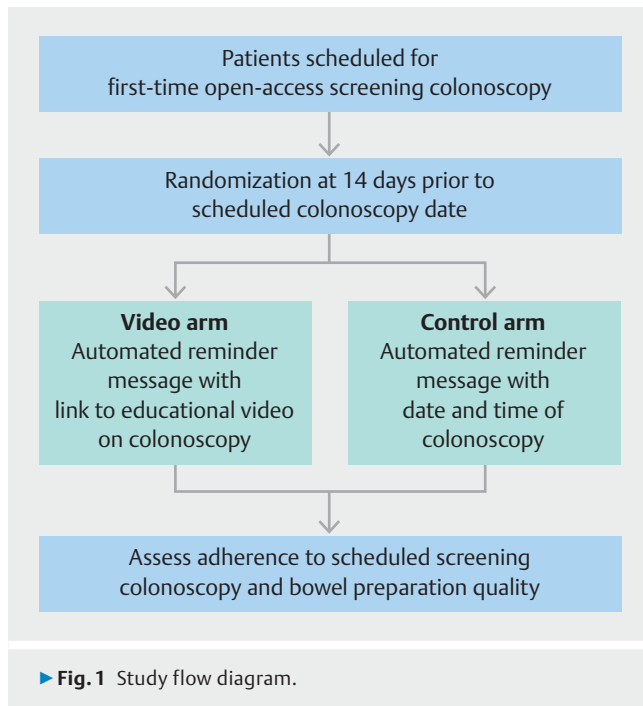 Patients scheduled for
first-time open-access screening colonoscopy
Randomization at 14 days prior to
scheduled colonoscopy date
Video arm
Automated reminder
message with
link to educational video
on colonoscopy
Control arm
Automated reminder
message with
date and time of
colonoscopy
Assess adherence to scheduled screening
colonoscopy and bowel preparation quality
▶ Fig. 1 Study flow diagram.